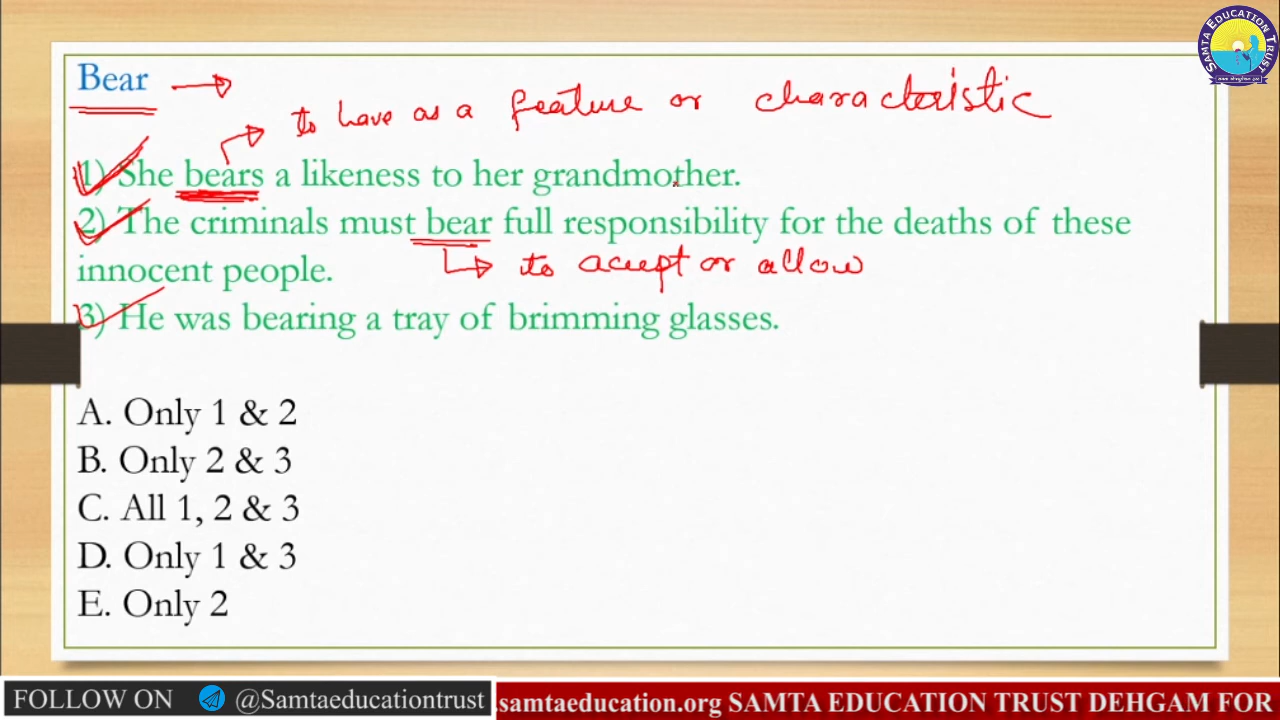 SAMTA EDUCATION TRUST
Bear
to have as a feature or characteristic
1) She bears a likeness to her grandmother.
2) The criminals must bear full responsibility for the deaths of these
innocent people.
to accept or allow
3) He was bearing a tray of brimming glasses.
A. Only 1 & 2
B. Only 2 & 3
C. All 1, 2 & 3
D. Only 1 & 3
E. Only 2
FOLLOW ON @Samtaeducationtrust
.samtaeducation.org SAMTA EDUCATION TRUST DEHGAM FOR